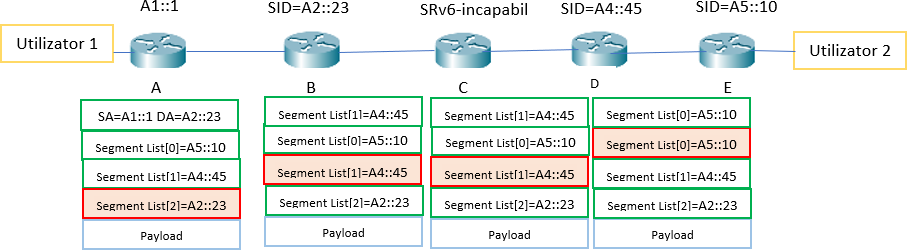 A1::1
SID=A2::23
SRv6-incapabil
SID=A4::45
SID=A5::10
Utilizator 1
Utilizator 2
A
B
C
D
E
SA=A1::1 DA=A2::23
Segment List[0]=A5::10
Segment List[1]=A4::45
Segment List[2]=A2::23
Payload
Segment List[1]=A4::45
Segment List[0]=A5::10
Segment List[1]=A4::45
Segment List[2]=A2::23
Payload
Segment List[1]=A4::45
Segment List[0]=A5::10
Segment List[1]=A4::45
Segment List[2]=A2::23
Payload
Segment List[0]=A5::10
Segment List[0]=A5::10
Segment List[1]=A4::45
Segment List[2]=A2::23
Payload